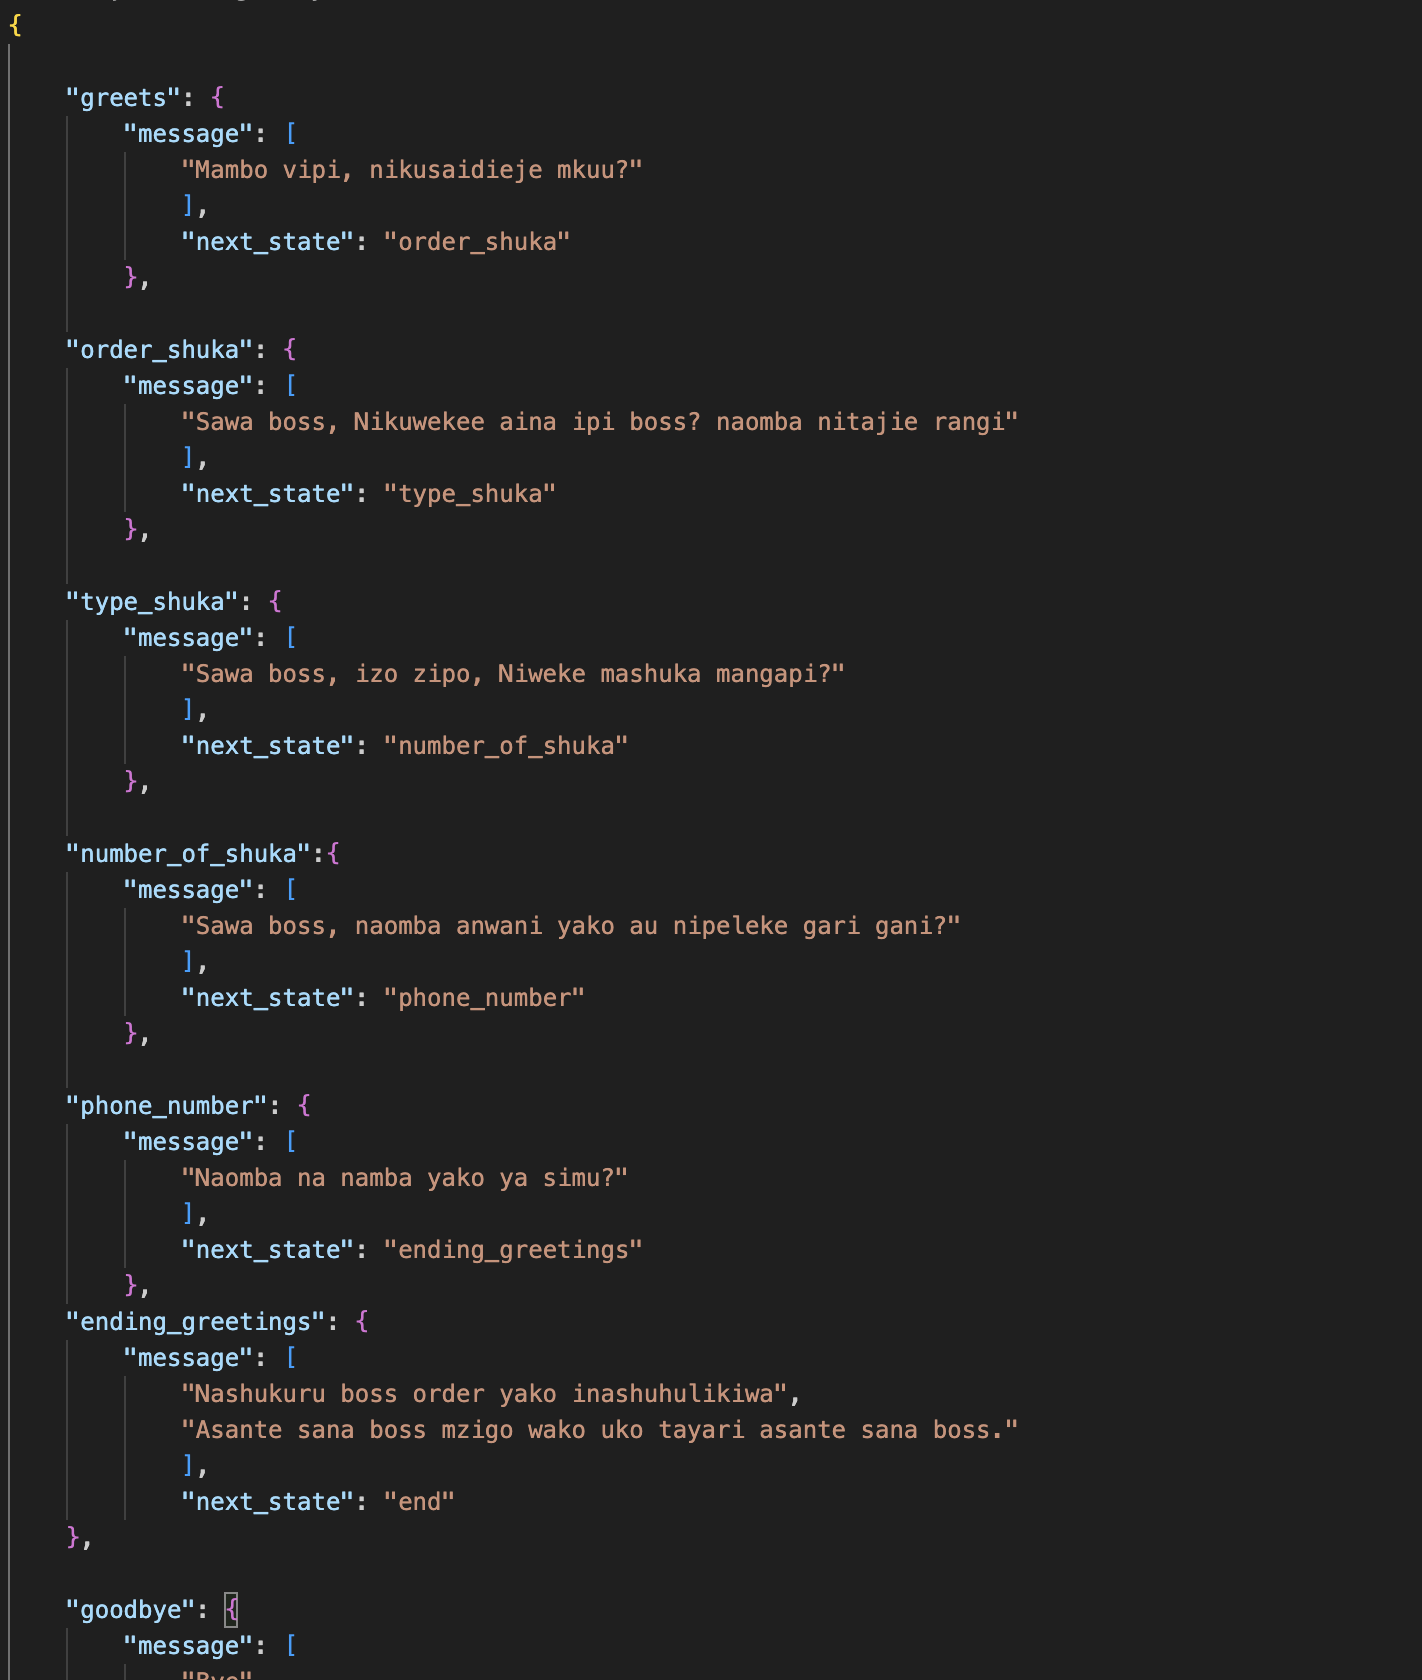 {
"greets": {
"message": [
"Mambo vipi, nikusaidieje mkuu?"
],
"next_state": "order_shuka"
},
"order_shuka": {
"message": [
"Sawa boss, Nikuwekee aina ipi boss? naomba nitajie rangi"
],
"next_state": "type_shuka"
},
"type_shuka": {
"message": [
"Sawa boss, izo zipo, Niweke mashuka mangapi?"
],
"next_state": "number_of_shuka"
},
"number_of_shuka":{
"message": [
"Sawa boss, naomba anwani yako au nipeleke gari gani?"
],
"next_state": "phone_number"
},
"phone_number": {
"message": [
"Naomba na namba yako ya simu?"
],
"next_state": "ending_greetings"
},
"ending_greetings": {
"message": [
"Nashukuru boss order yako inashuhulikiwa",
"Asante sana boss mzigo wako uko tayari asante sana boss."
],
"next_state": "end"
},
"goodbye": {
"message": [